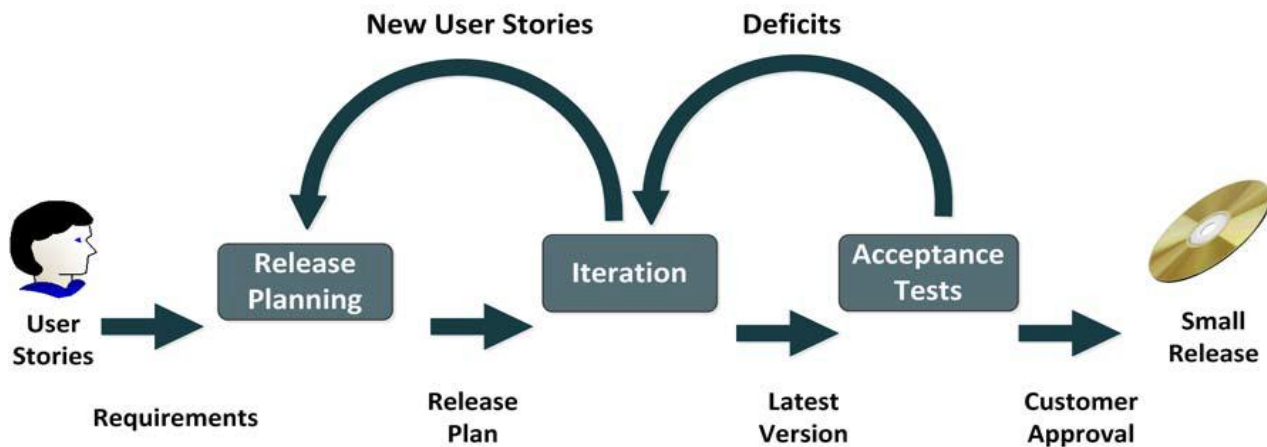 New User Stories
Deficits
Release
Planning
Iteration
Acceptance
Tests
User
Stories
Small
Release
Requirements
Release
Plan
Latest
Version
Customer
Approval